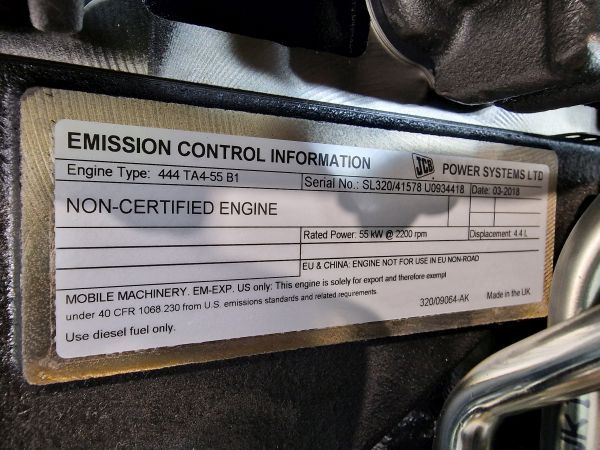 EMISSION CONTROL INFORMATION JCB POWER SYSTEMS LTD
Engine Type: 444 TA4-55 B1 Serial No.: SL320/41578 U0934418 Date: 03-2018
NON-CERTIFIED ENGINE
Rated Power: 55 kW @ 2200 rpm Displacement: 4.4 L
EU & CHINA: ENGINE NOT FOR USE IN EU NON-ROAD
MOBILE MACHINERY. EM-EXP. US only: This engine is solely for export and therefore exempt
under 40 CFR 1068 230 from U.S. emissions standards and related requirements.
320/09064-AK Made in the UK
Use diesel fuel only.